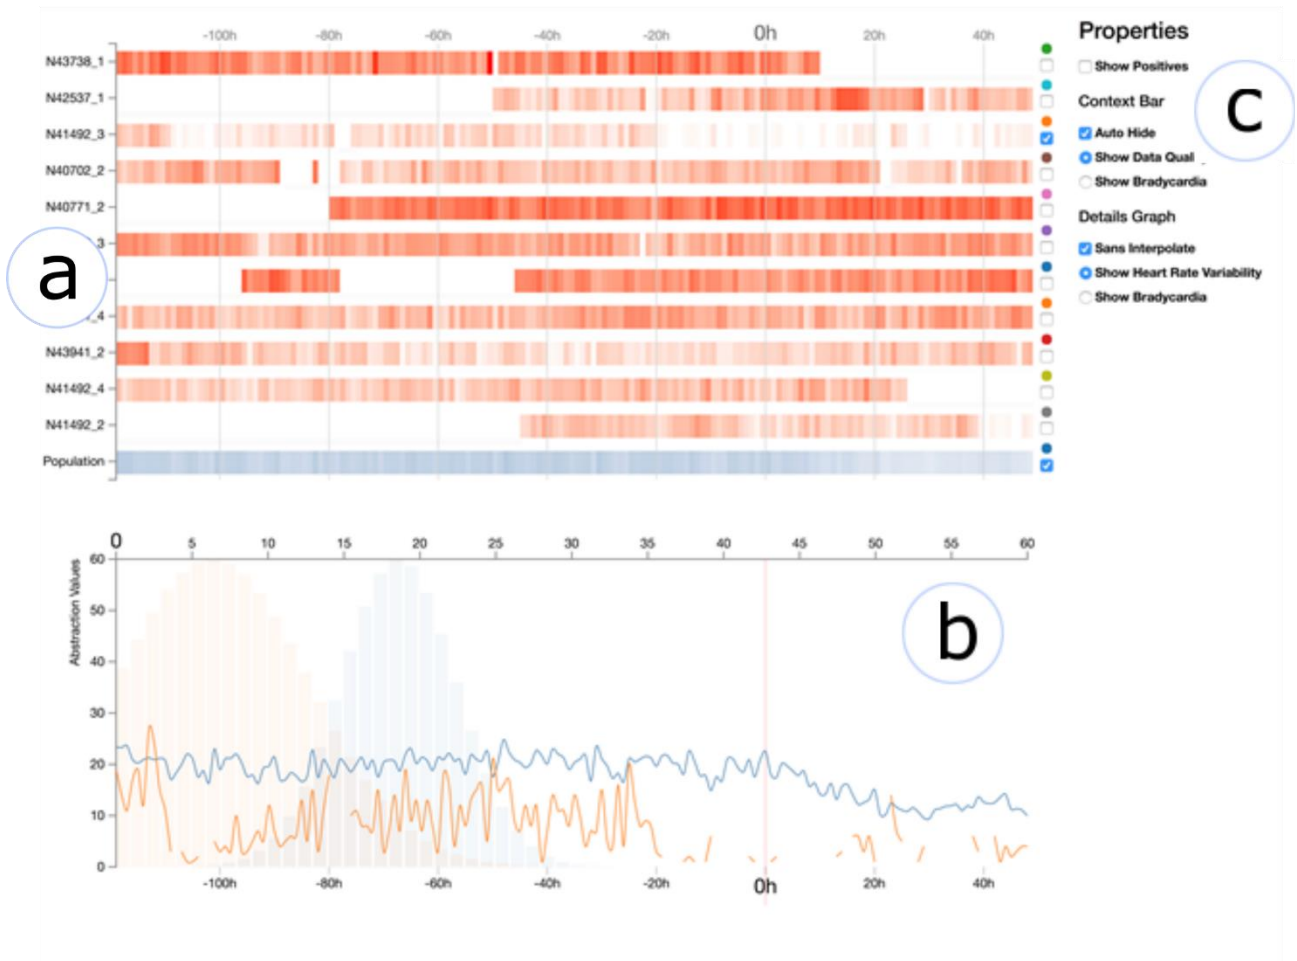 -100h -80h -60h -40h -20h 0h 20h 40h
N43738_1
N42537_1
N41492_3
N40702_2
N40771_2
_3
_4
N43941_2
N41492_4
N41492_2
Population
a
Properties
Show Positives
Context Bar
Auto Hide
Show Data Qual
Show Bradycardia
Details Graph
Sans Interpolate
Show Heart Rate Variability
Show Bradycardia
c
0 5 10 15 20 25 30 35 40 45 50 55 60
Abstraction Values
60
50
40
30
20
10
0
b
-100h -80h -60h -40h -20h 0h 20h 40h